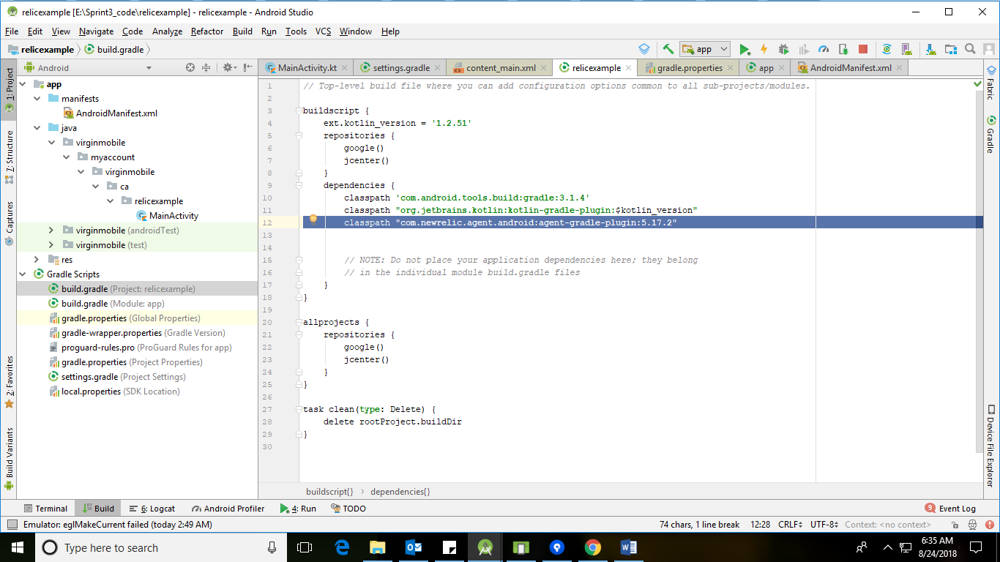 relicexample [E:\Sprint3_code\relicexample] - relicexample - Android Studio
File Edit View Navigate Code Analyze Refactor Build Run Tools VCS Window Help
relicexample build.gradle app
Android
MainActivity.kt settings.gradle content_main.xml relicexample gradle.properties app AndroidManifest.xml
1: Project
7: Structure
Captures
2: Favorites
Build Variants
app
manifests
AndroidManifest.xml
java
virginmobile
myaccount
virginmobile
ca
relicexample
MainActivity
virginmobile (androidTest)
virginmobile (test)
res
Gradle Scripts
build.gradle (Project: relicexample)
build.gradle (Module: app)
gradle.properties (Global Properties)
gradle-wrapper.properties (Gradle Version)
proguard-rules.pro (ProGuard Rules for app)
gradle.properties (Project Properties)
settings.gradle (Project Settings)
local.properties (SDK Location)
1 // Top-level build file where you can add configuration options common to all sub-projects/modules.
2
3 buildscript {
4 ext.kotlin_version = '1.2.51'
5 repositories {
6 google()
7 jcenter()
8 }
9 dependencies {
10 classpath 'com.android.tools.build:gradle:3.1.4'
11 classpath "org.jetbrains.kotlin:kotlin-gradle-plugin:$kotlin_version"
12 classpath "com.newrelic.agent.android:agent-gradle-plugin:5.17.2"
13
14
15 // NOTE: Do not place your application dependencies here; they belong
16 // in the individual module build.gradle files
17 }
18 }
19
20 allprojects {
21 repositories {
22 google()
23 jcenter()
24 }
25 }
26
27 task clean(type: Delete) {
28 delete rootProject.buildDir
29 }
30
buildscript{} dependencies{}
Fabric
Gradle
Device File Explorer
Terminal Build 6: Logcat Android Profiler 4: Run TODO 9 Event Log
Emulator: eglMakeCurrent failed (today 2:49 AM) 74 chars, 1 line break 12:28 CRLF UTF-8 Context: <no context>
Type here to search
6:35 AM
8/24/2018